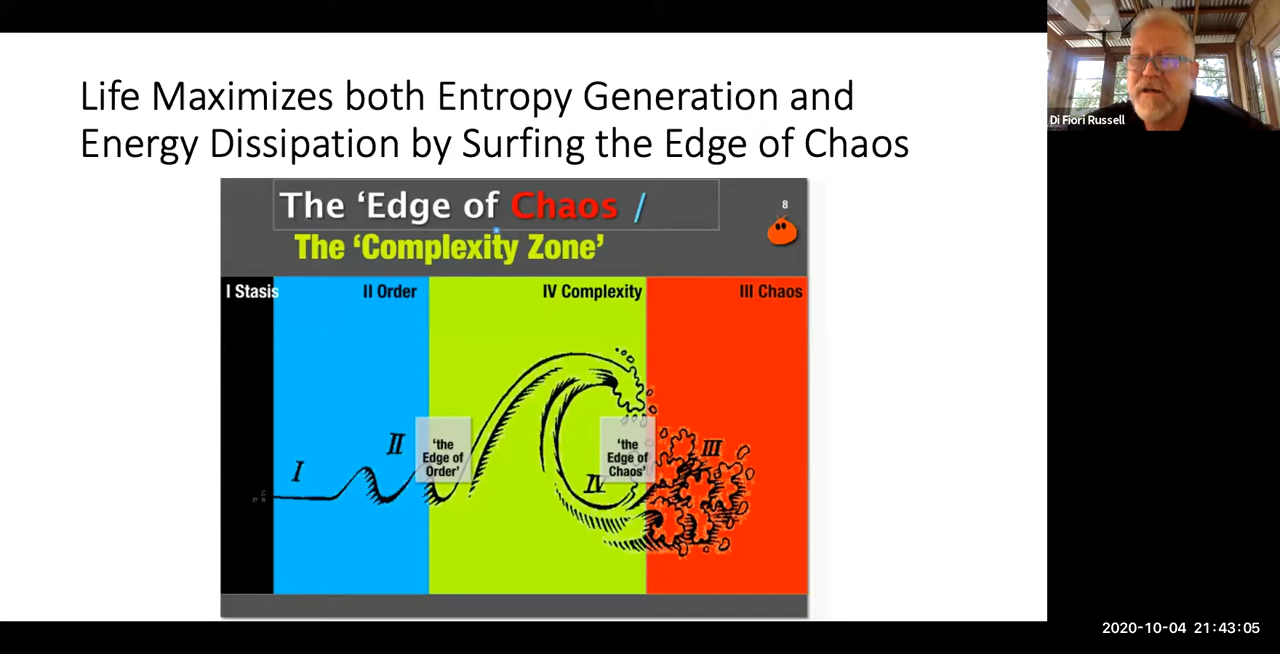 Life Maximizes both Entropy Generation and
Energy Dissipation by Surfing the Edge of Chaos
Di Fiori Russell
The ‘Edge of Chaos /
8
The ‘Complexity Zone’
I Stasis
II Order
IV Complexity
III Chaos
I
II
‘the
Edge of
Order’
‘the
Edge of
Chaos’
IV
III
2020-10-04 21:43:05